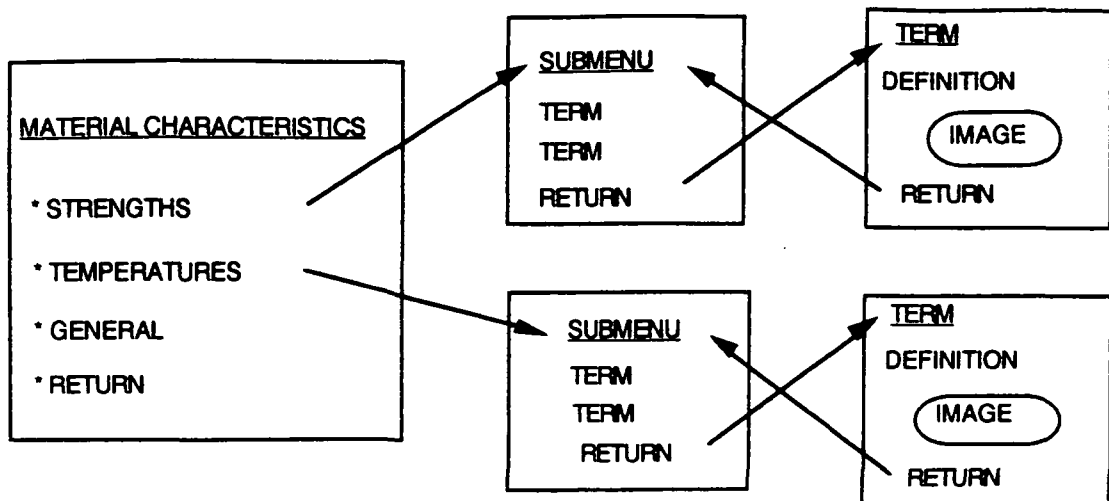 MATERIAL CHARACTERISTICS
* STRENGTHS
* TEMPERATURES
* GENERAL
* RETURN
SUBMENU
TERM
TERM
RETURN
TERM
DEFINITION
IMAGE
RETURN
SUBMENU
TERM
TERM
RETURN
TERM
DEFINITION
IMAGE
RETURN